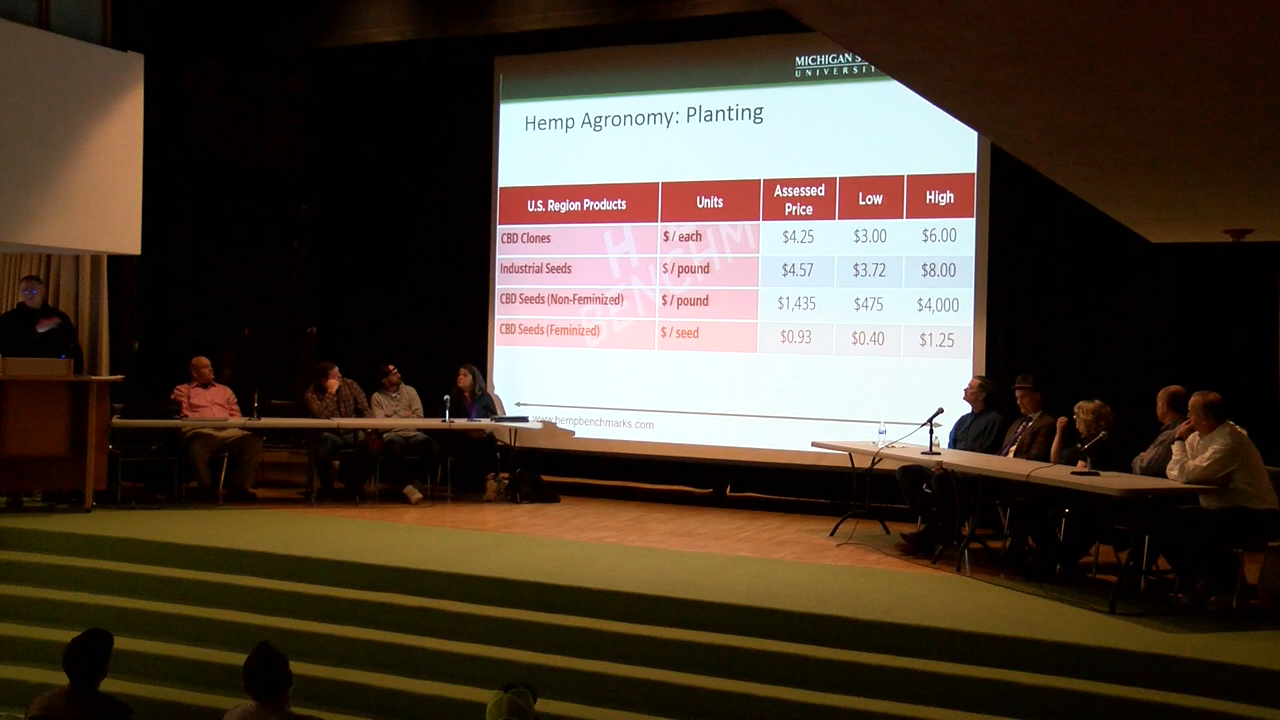 MICHIGAN
UNIVERSIT
Hemp Agronomy: Planting
U.S. Region Products Units Assessed Price Low High
CBD Clones $ / each $4.25 $3.00 $6.00
Industrial Seeds $ / pound $4.57 $3.72 $8.00
CBD Seeds (Non-Feminized) $ / pound $1,435 $475 $4,000
CBD Seeds (Feminized) $ / seed $0.93 $0.40 $1.25
H
BENCHM
www.hempbenchmarks.com